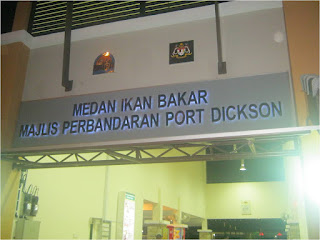 MEDAN IKAN BAKAR
MAJLIS PERBANDARAN PORT DICKSON